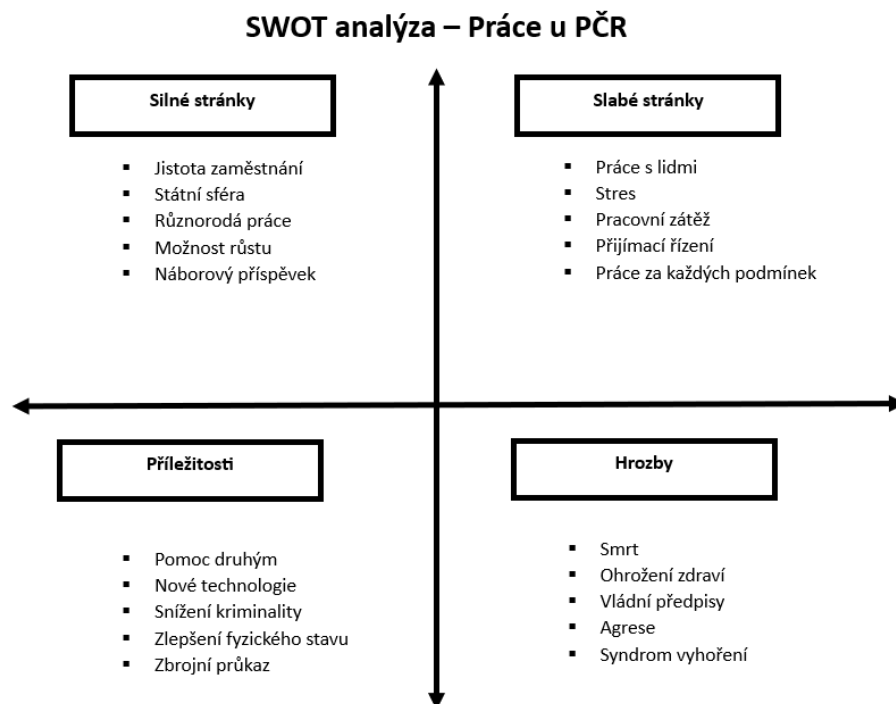 SWOT analýza – Práce u PČR
Silné stránky
▪ Jistota zaměstnání
▪ Státní sféra
▪ Různorodá práce
▪ Možnost růstu
▪ Náborový příspěvek
Slabé stránky
▪ Práce s lidmi
▪ Stres
▪ Pracovní zátěž
▪ Přijímací řízení
▪ Práce za každých podmínek
Příležitosti
▪ Pomoc druhým
▪ Nové technologie
▪ Snížení kriminality
▪ Zlepšení fyzického stavu
▪ Zbrojní průkaz
Hrozby
▪ Smrt
▪ Ohrožení zdraví
▪ Vládní předpisy
▪ Agrese
▪ Syndrom vyhoření